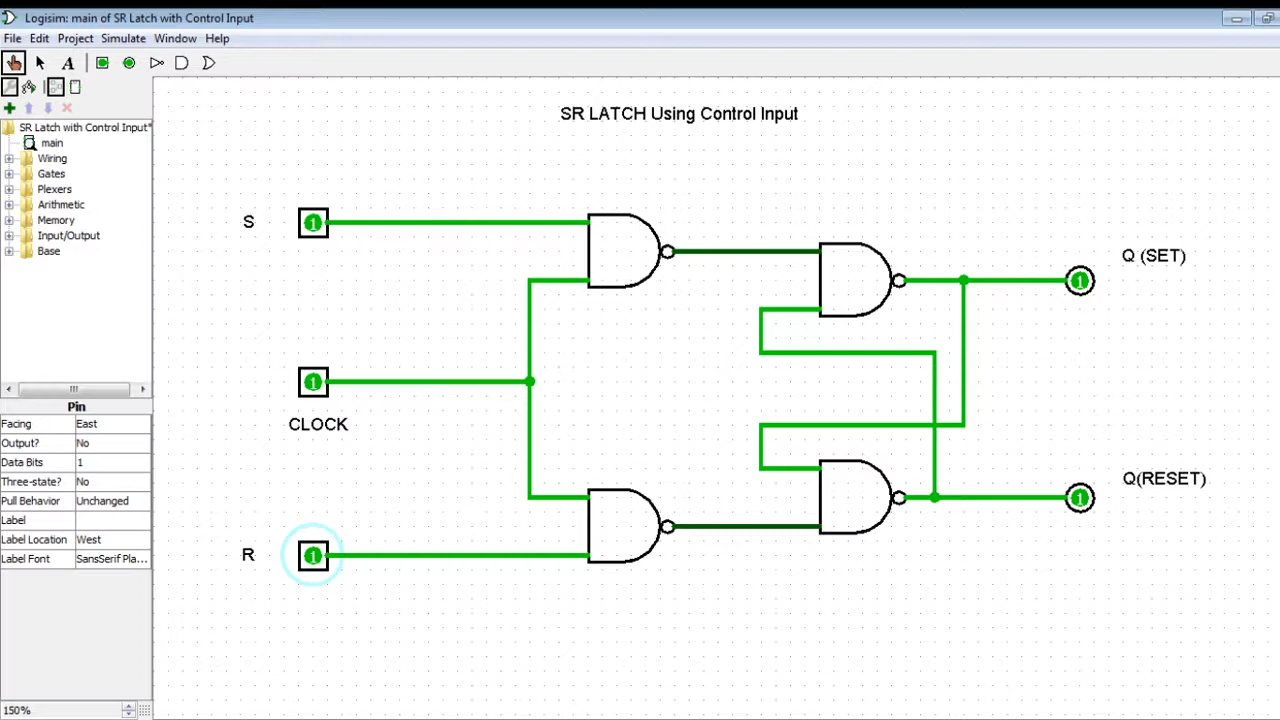 Logisim: main of SR Latch with Control Input
File Edit Project Simulate Window Help
A
SR Latch with Control Input*
main
Wiring
Gates
Plexers
Arithmetic
Memory
Input/Output
Base
Pin
Facing East
Output? No
Data Bits 1
Three-state? No
Pull Behavior Unchanged
Label
Label Location West
Label Font SansSerif Pla...
150%
SR LATCH Using Control Input
S 1
Q (SET)
1
1
CLOCK
Q(RESET)
1
R 1